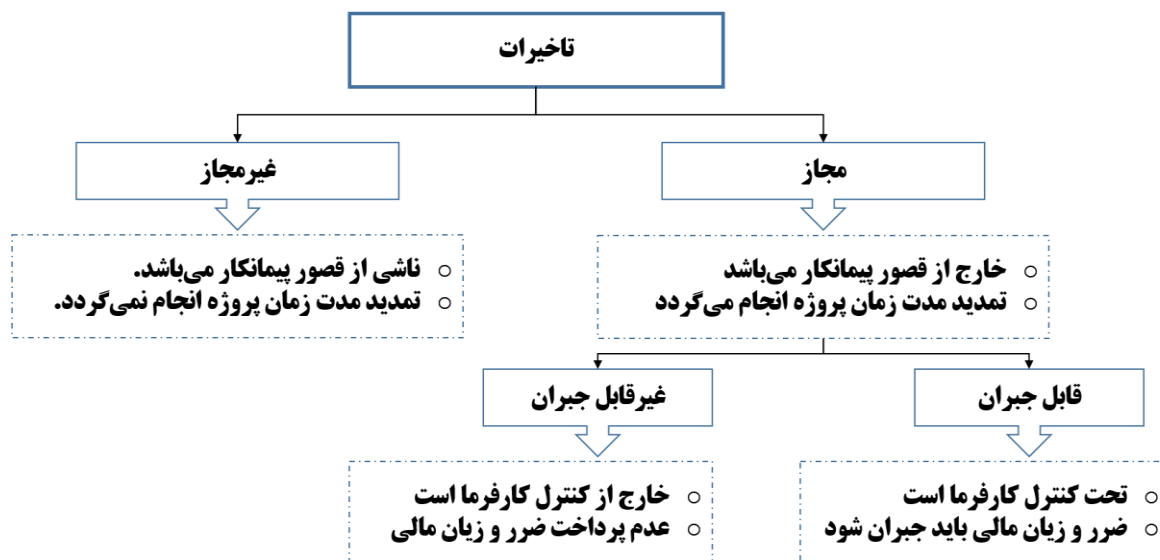 تاخیرات
مجاز
غیرمجاز
○ خارج از قصور پیمانکار می‌باشد
○ تمدید مدت زمان پروژه انجام می‌گردد
○ ناشی از قصور پیمانکار می‌باشد.
○ تمدید مدت زمان پروژه انجام نمی‌گردد.
قابل جبران
غیرقابل جبران
○ تحت کنترل کارفرما است
○ ضرر و زیان مالی باید جبران شود
○ خارج از کنترل کارفرما است
○ عدم پرداخت ضرر و زیان مالی